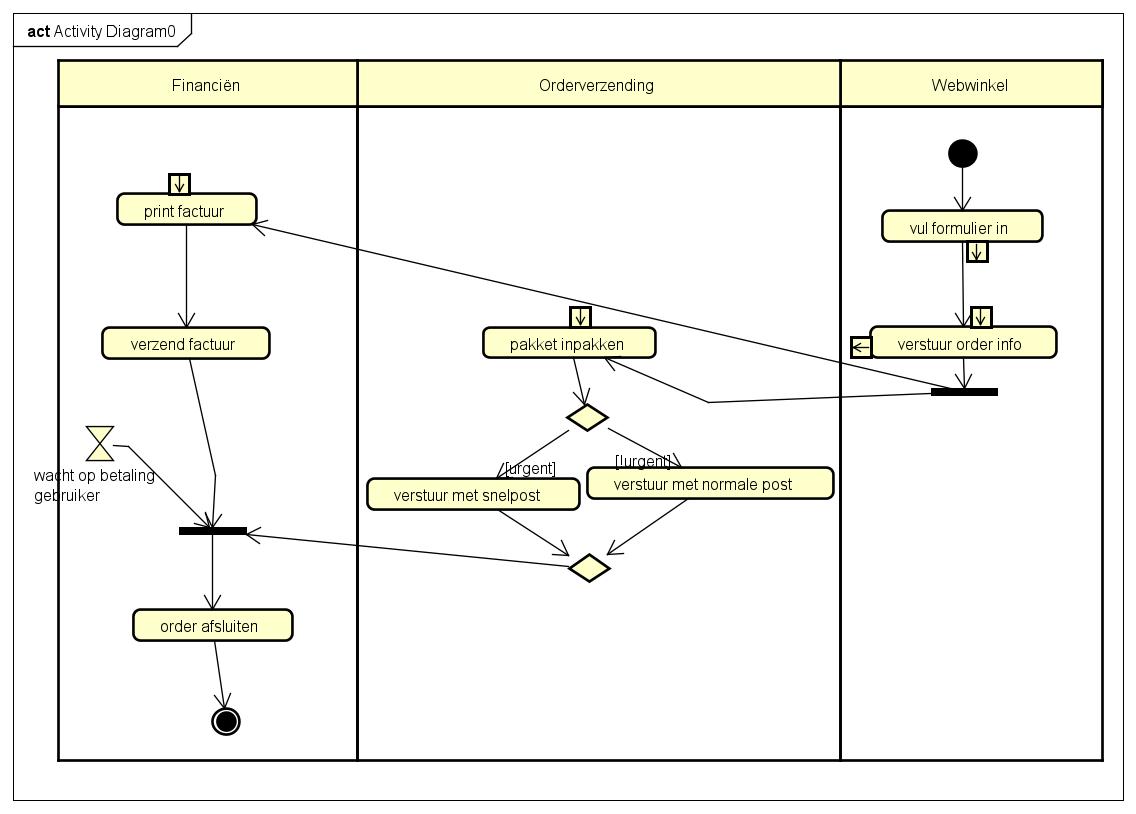 act Activity Diagram0
Financiën
Orderverzending
Webwinkel
print factuur
vul formulier in
verzend factuur
pakket inpakken
verstuur order info
wacht op betaling
gebruiker
[urgent]
[!urgent]
verstuur met snelpost
verstuur met normale post
order afsluiten